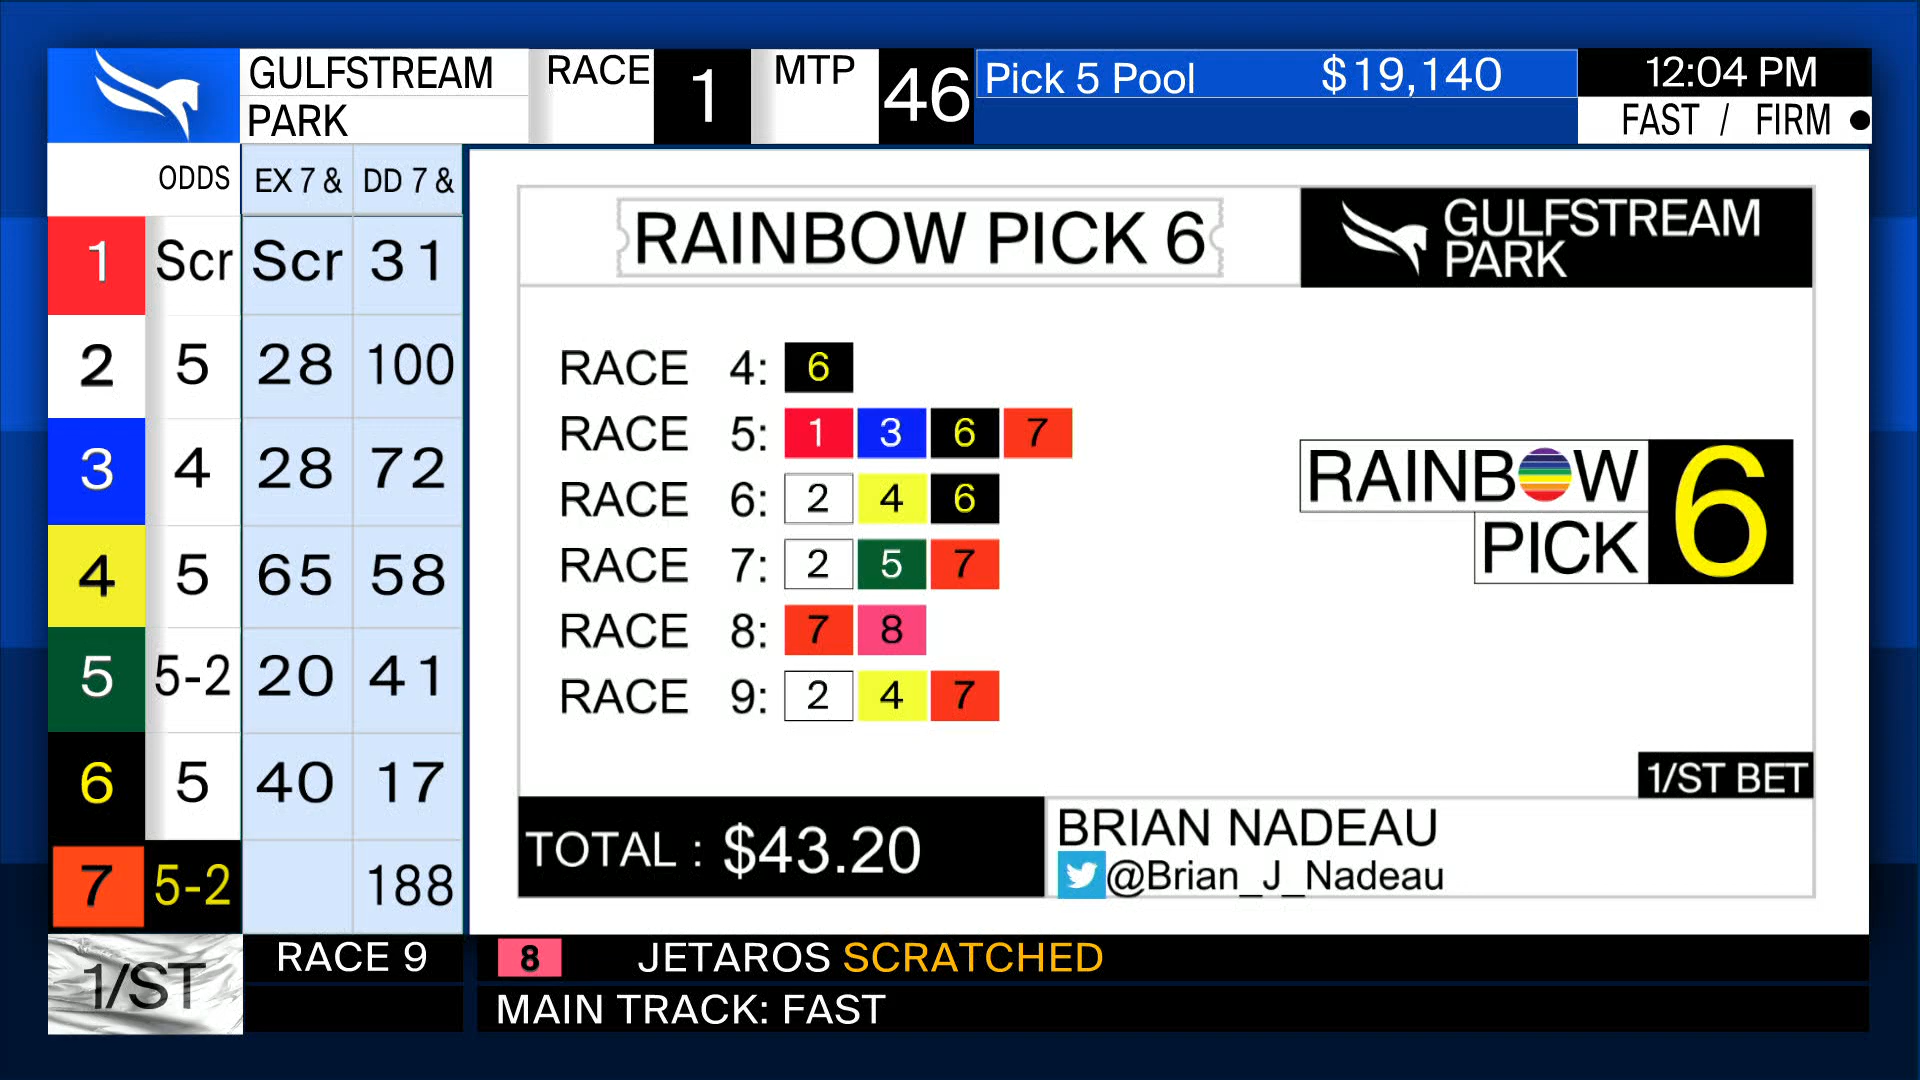 GULFSTREAM
PARK
RACE 1 MTP 46
Pick 5 Pool $19,140
12:04 PM
FAST / FIRM
ODDS EX 7 & DD 7 &
1 Scr Scr 31
2 5 28 100
3 4 28 72
4 5 65 58
5 5-2 20 41
6 5 40 17
7 5-2 188
RAINBOW PICK 6
GULFSTREAM
PARK
RACE 4: 6
RACE 5: 1 3 6 7
RACE 6: 2 4 6
RACE 7: 2 5 7
RACE 8: 7 8
RACE 9: 2 4 7
RAINBOW
PICK 6
1/ST BET
TOTAL : $43.20
BRIAN NADEAU
@Brian_J_Nadeau
1/ST
RACE 9
8 JETAROS SCRATCHED
MAIN TRACK: FAST